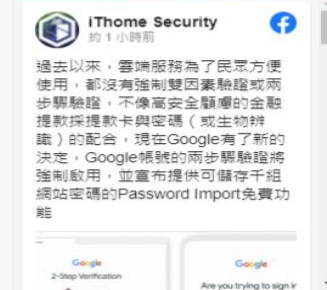 iThome Security
約 1 小時前
過去以來，雲端服務為了民眾方便
使用，都沒有強制雙因素驗證或兩
步驟驗證，不像高安全顧慮的金融
提款採提款卡與密碼（或生物辨
識）的配合，現在Google有了新的
決定，Google帳號的兩步驟驗證將
強制啟用，並宣布提供可儲存千組
網站密碼的Password Import免費功
能
Google
2-Step Verification
Google
Are you trying to sign in